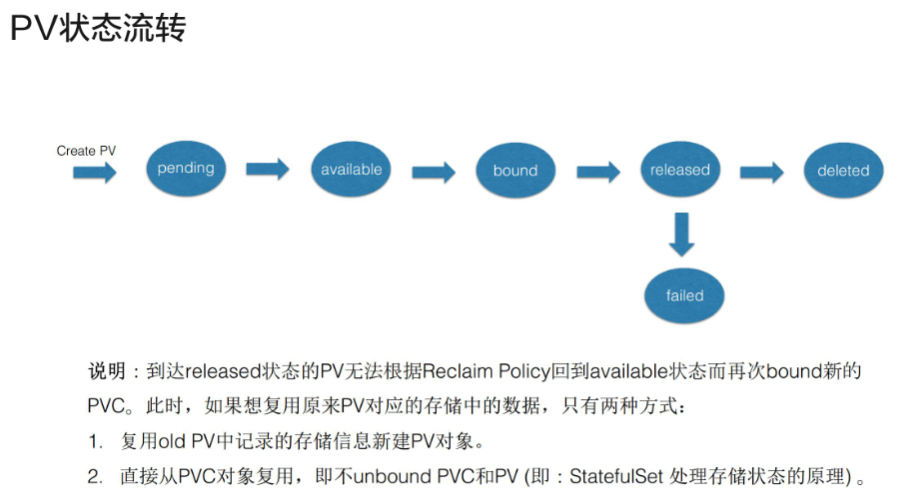 PV状态流转
Create PV
pending
available
bound
released
deleted
failed
说明：到达released状态的PV无法根据Reclaim Policy回到available状态而再次bound新的
PVC。此时，如果想复用原来PV对应的存储中的数据，只有两种方式：
1. 复用old PV中记录的存储信息新建PV对象。
2. 直接从PVC对象复用，即不unbound PVC和PV (即：StatefulSet 处理存储状态的原理) 。